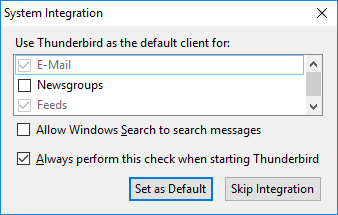 System Integration
Use Thunderbird as the default client for:
E-Mail
Newsgroups
Feeds
Allow Windows Search to search messages
Always perform this check when starting Thunderbird
Set as Default Skip Integration